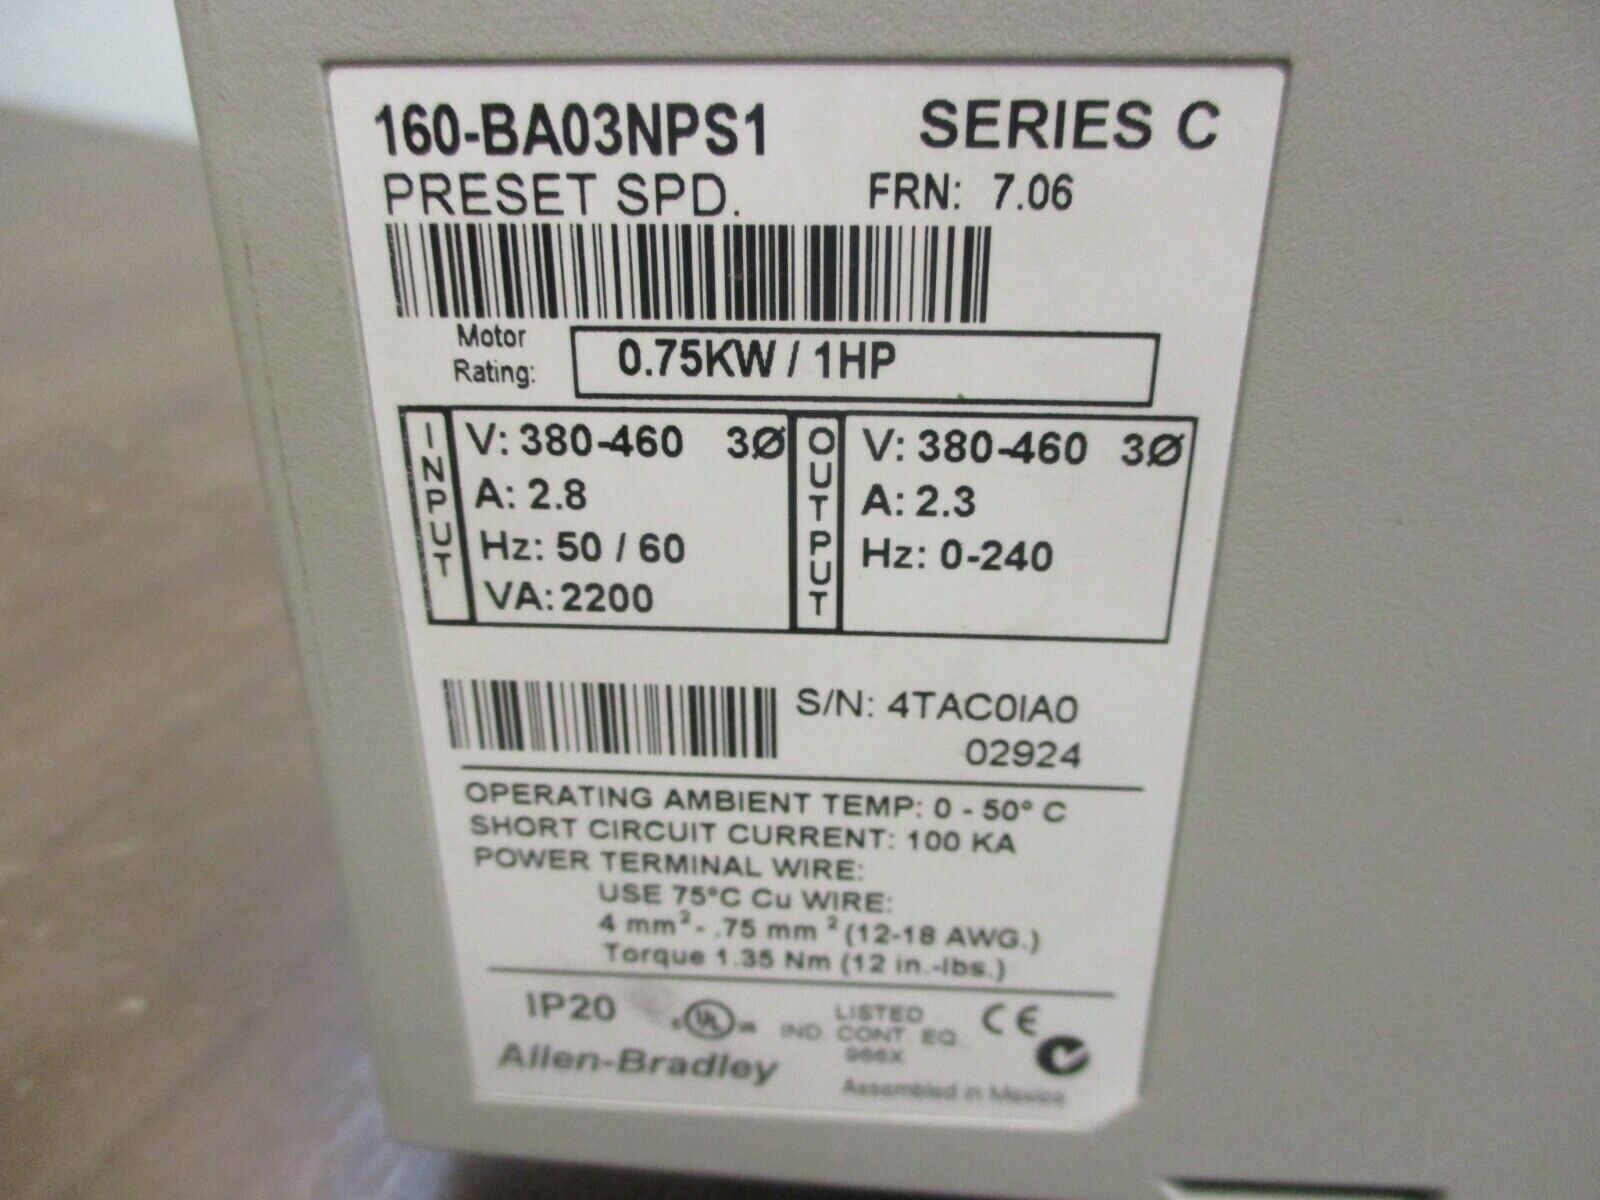 160-BA03NPS1 SERIES C
PRESET SPD. FRN: 7.06
Motor
Rating: 0.75KW / 1HP
INPUT
V: 380-460 3Ø
A: 2.8
Hz: 50 / 60
VA: 2200
OUTPUT
V: 380-460 3Ø
A: 2.3
Hz: 0-240
S/N: 4TAC0IA0
02924
OPERATING AMBIENT TEMP: 0 - 50° C
SHORT CIRCUIT CURRENT: 100 KA
POWER TERMINAL WIRE:
USE 75°C Cu WIRE:
4 mm² - .75 mm² (12-18 AWG.)
Torque 1.35 Nm (12 in.-lbs.)
IP20 c UL us LISTED CE
IND. CONT EQ.
966X
Allen-Bradley
Assembled in Mexico